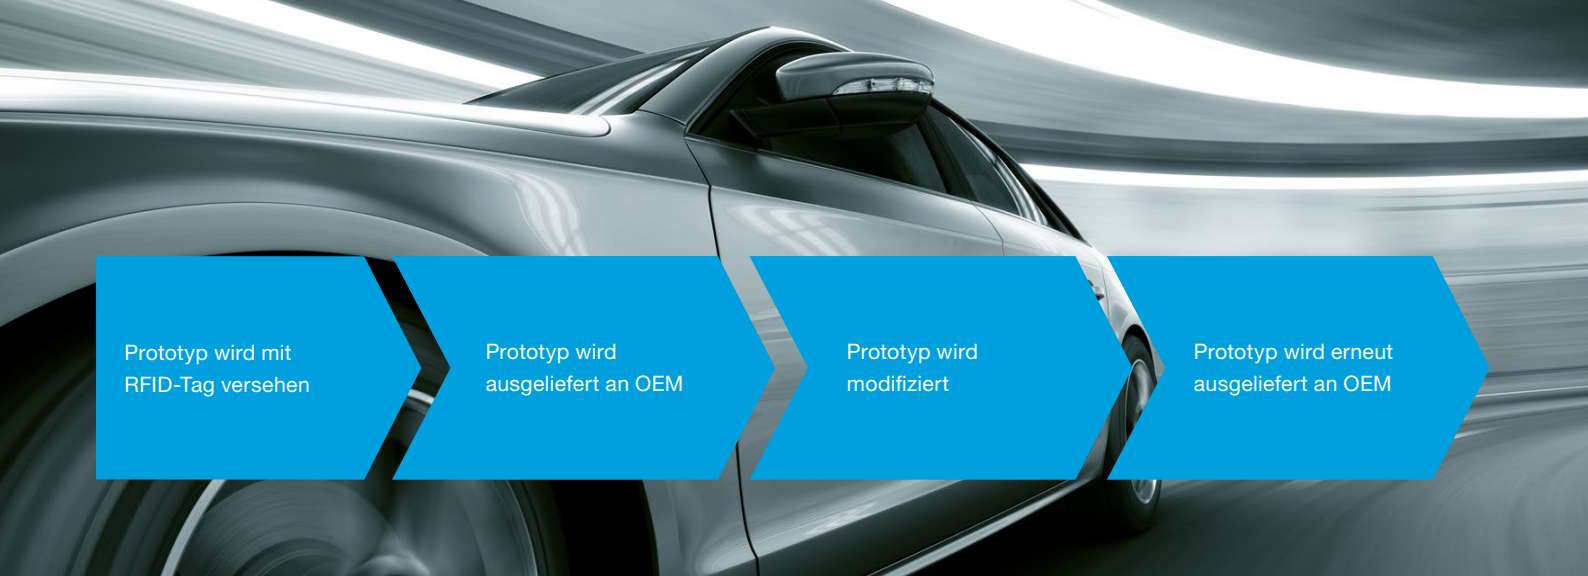 Prototyp wird mit
RFID-Tag versehen
Prototyp wird
ausgeliefert an OEM
Prototyp wird
modifiziert
Prototyp wird erneut
ausgeliefert an OEM